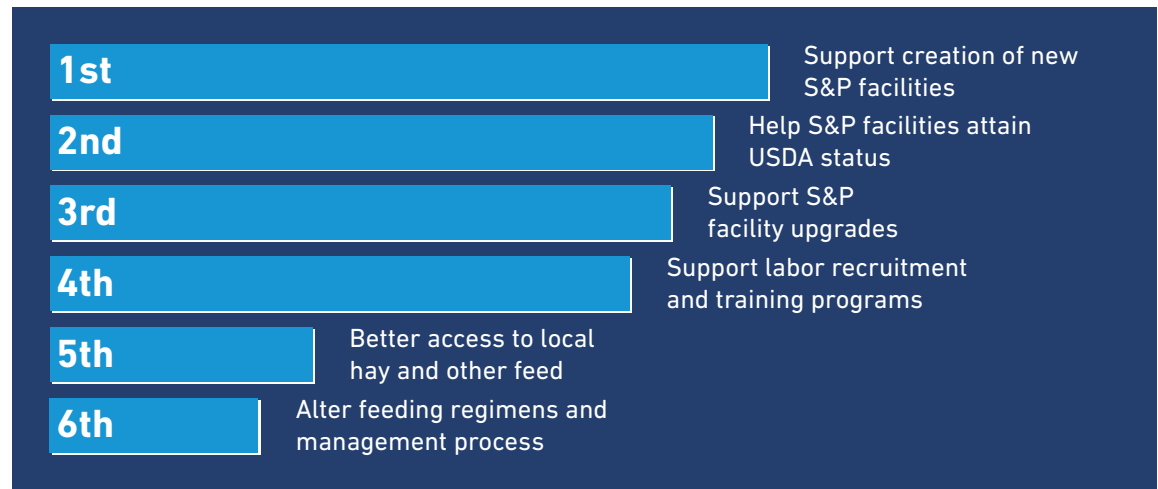 1st
Support creation of new
S&P facilities
2nd
Help S&P facilities attain
USDA status
3rd
Support S&P
facility upgrades
4th
Support labor recruitment
and training programs
5th
Better access to local
hay and other feed
6th
Alter feeding regimens and
management process